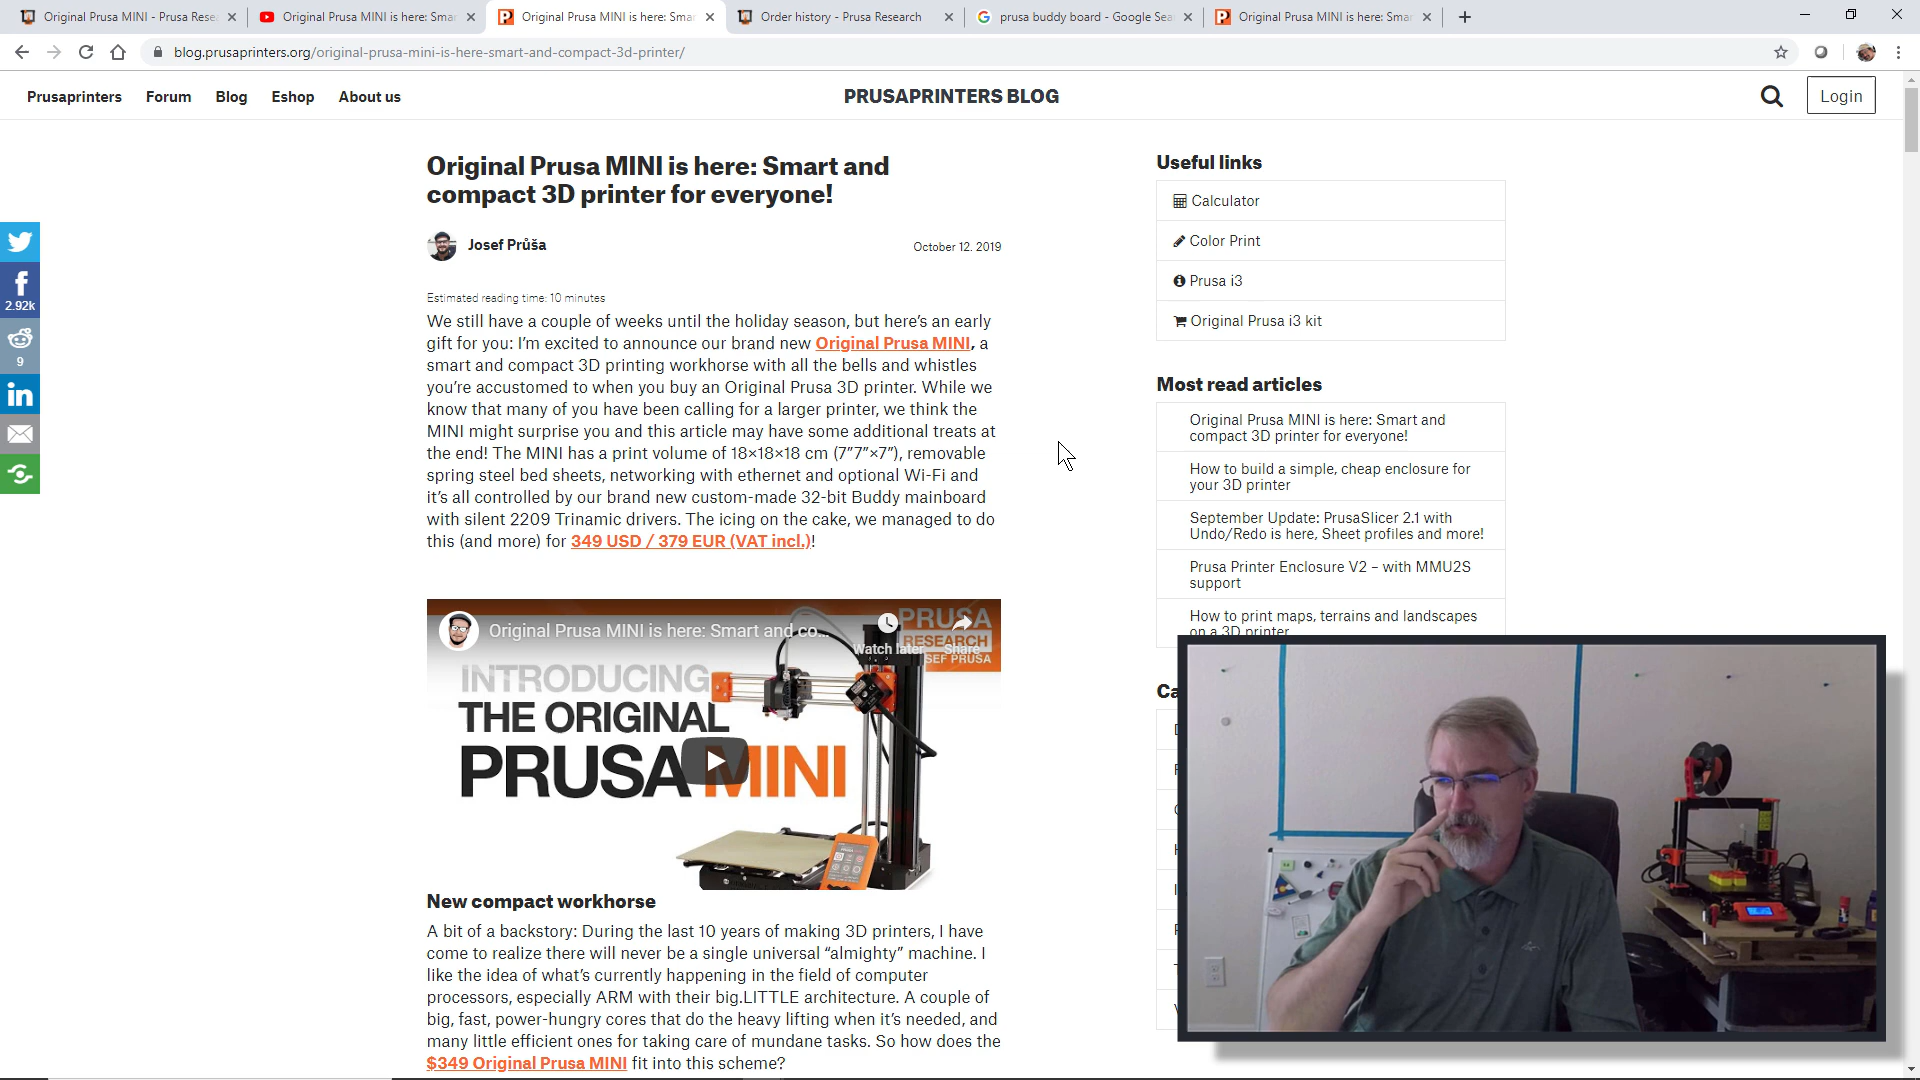 Original Prusa MINI - Prusa Rese
Original Prusa MINI is here: Smar
Original Prusa MINI is here: Smar
Order history - Prusa Research
prusa buddy board - Google Sea
Original Prusa MINI is here: Smar
blog.prusaprinters.org/original-prusa-mini-is-here-smart-and-compact-3d-printer/
Prusaprinters
Forum
Blog
Eshop
About us
PRUSAPRINTERS BLOG
Login
2.92k
9
Original Prusa MINI is here: Smart and
compact 3D printer for everyone!
Josef Průša
October 12. 2019
Estimated reading time: 10 minutes
We still have a couple of weeks until the holiday season, but here's an early
gift for you: I'm excited to announce our brand new Original Prusa MINI, a
smart and compact 3D printing workhorse with all the bells and whistles
you're accustomed to when you buy an Original Prusa 3D printer. While we
know that many of you have been calling for a larger printer, we think the
MINI might surprise you and this article may have some additional treats at
the end! The MINI has a print volume of 18×18×18 cm (7″7″×7″), removable
spring steel bed sheets, networking with ethernet and optional Wi-Fi and
it's all controlled by our brand new custom-made 32-bit Buddy mainboard
with silent 2209 Trinamic drivers. The icing on the cake, we managed to do
this (and more) for 349 USD / 379 EUR (VAT incl.)!
Original Prusa MINI is here: Smart and co...
Watch later
Share
PRUSA
RESEARCH
SEF PRUSA
INTRODUCING
THE ORIGINAL
PRUSA MINI
New compact workhorse
A bit of a backstory: During the last 10 years of making 3D printers, I have
come to realize there will never be a single universal “almighty” machine. I
like the idea of what's currently happening in the field of computer
processors, especially ARM with their big.LITTLE architecture. A couple of
big, fast, power-hungry cores that do the heavy lifting when it's needed, and
many little efficient ones for taking care of mundane tasks. So how does the
$349 Original Prusa MINI fit into this scheme?
Useful links
Calculator
Color Print
Prusa i3
Original Prusa i3 kit
Most read articles
Original Prusa MINI is here: Smart and
compact 3D printer for everyone!
How to build a simple, cheap enclosure for
your 3D printer
September Update: PrusaSlicer 2.1 with
Undo/Redo is here, Sheet profiles and more!
Prusa Printer Enclosure V2 – with MMU2S
support
How to print maps, terrains and landscapes
on a 3D printer
Ca